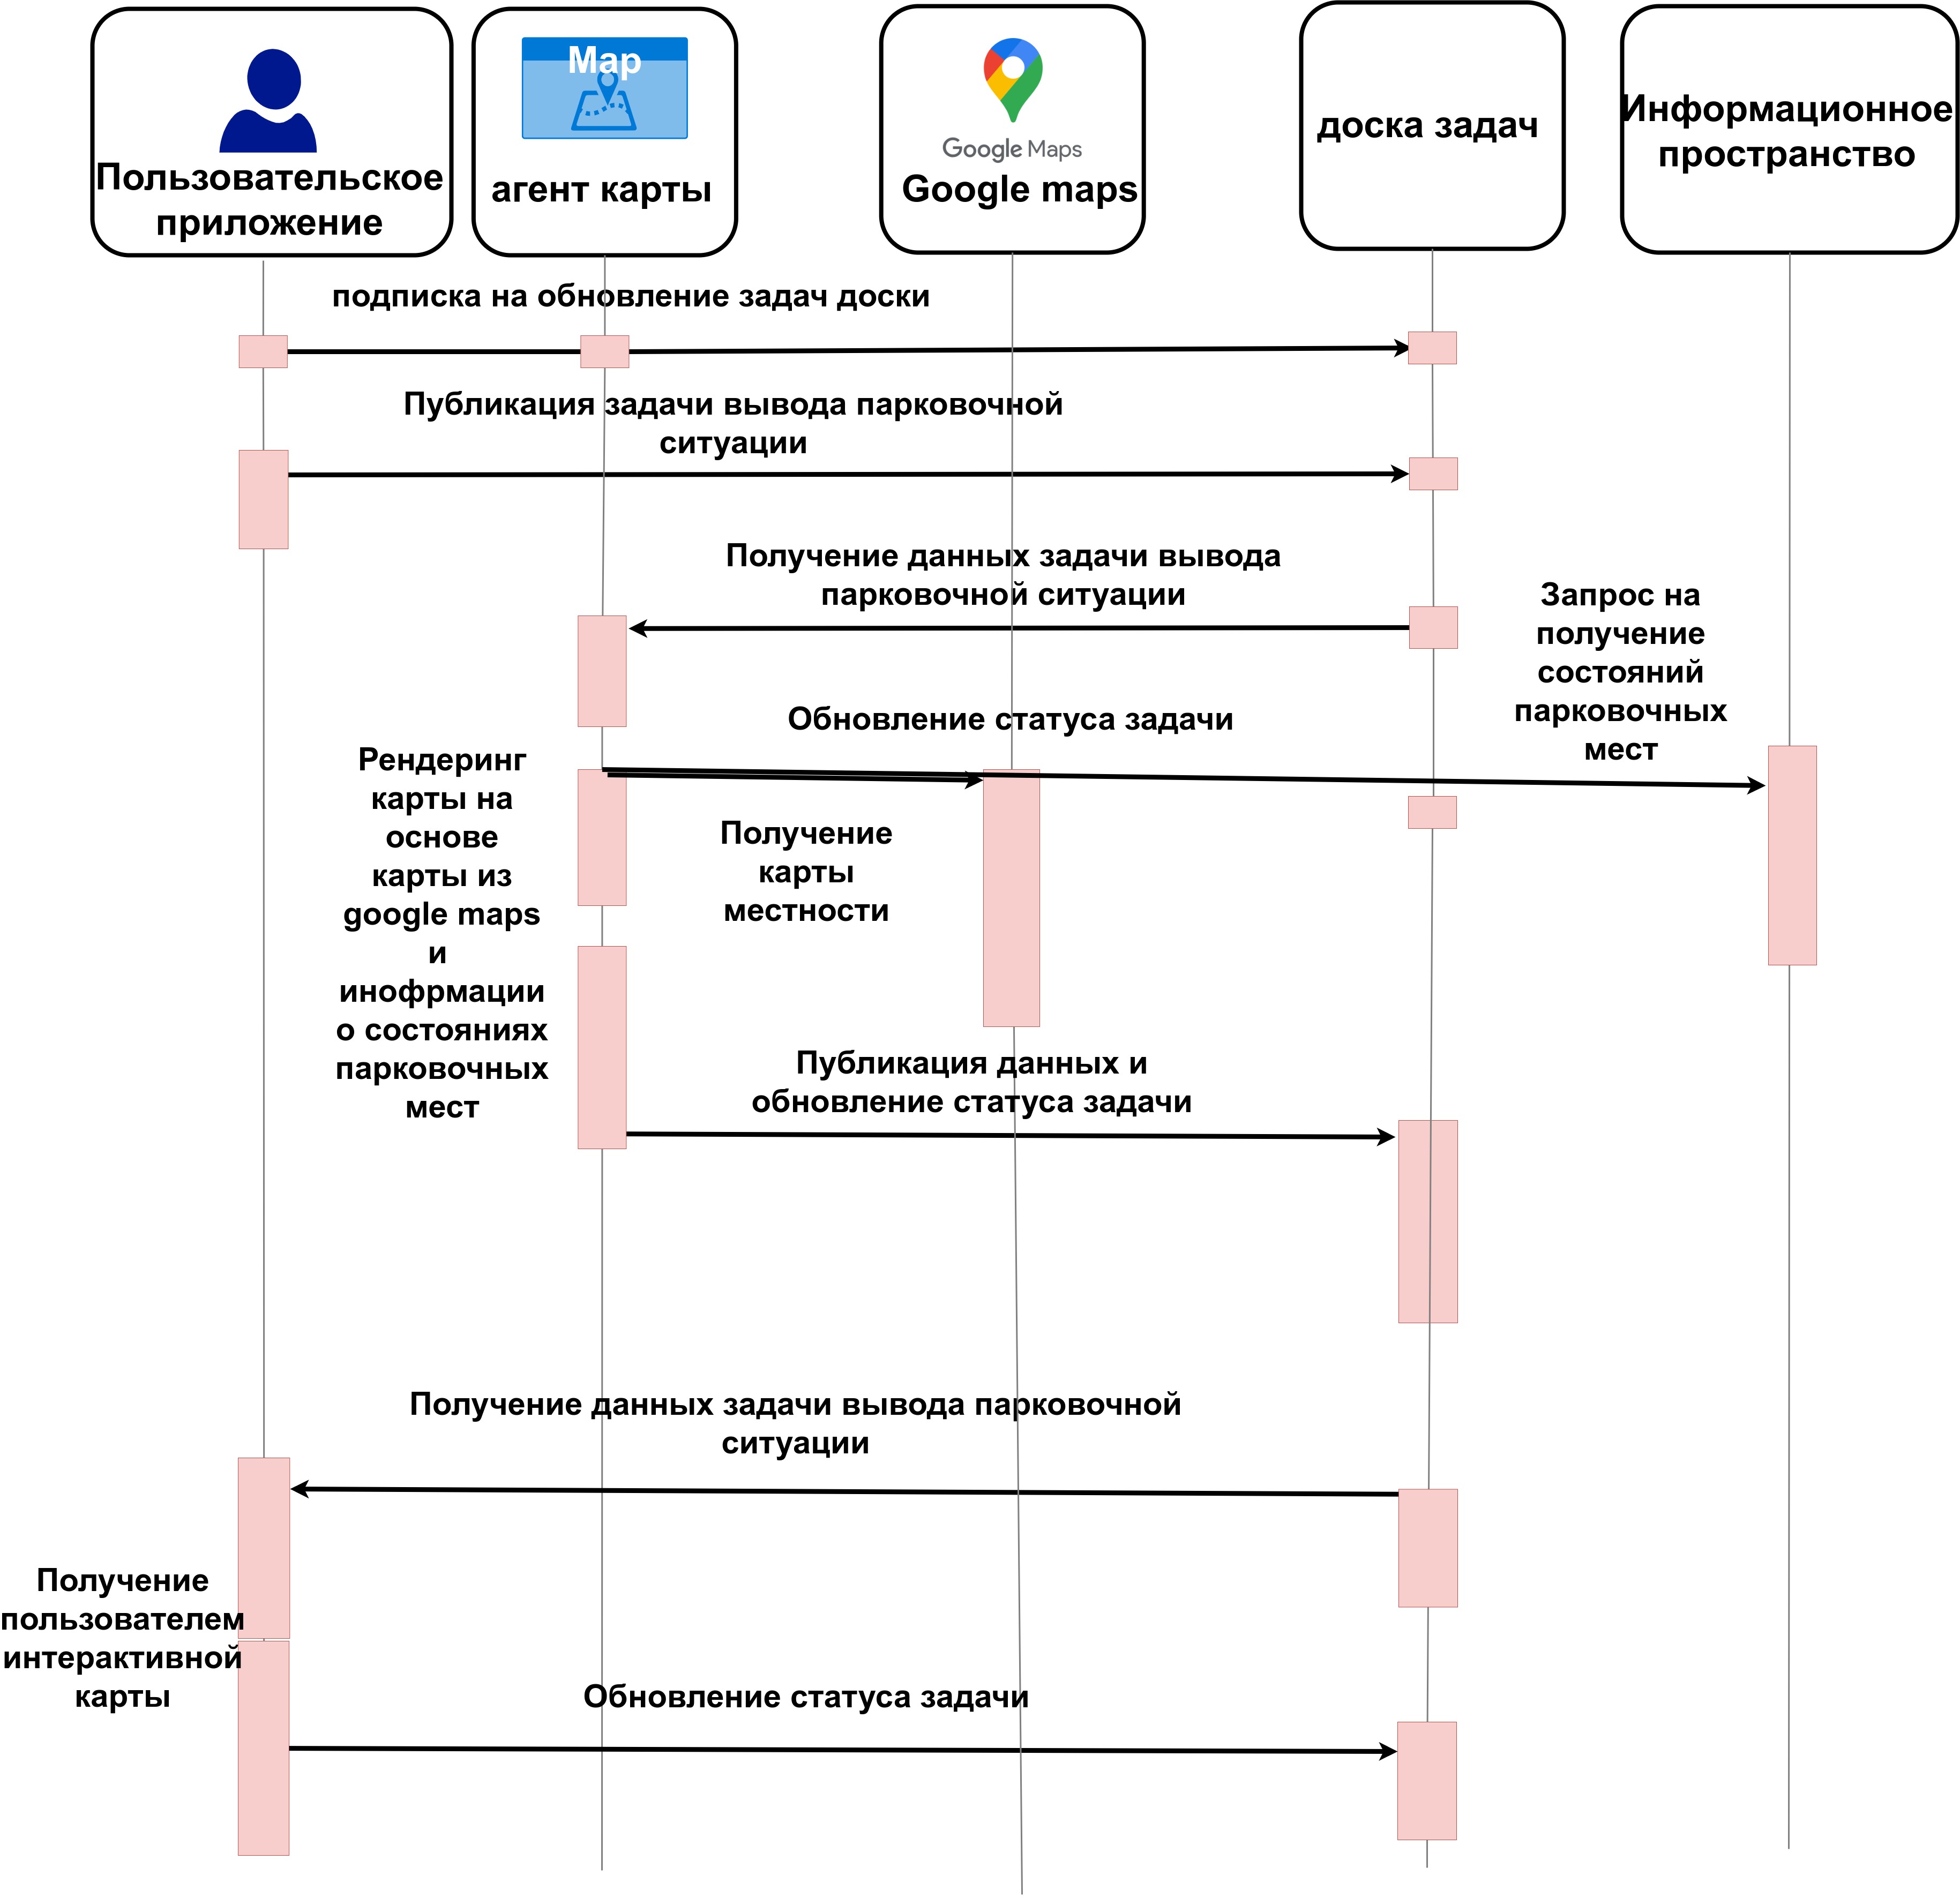 Map
Пользовательское
приложение
агент карты
Google Maps
Google maps
доска задач
Информационное
пространство
подписка на обновление задач доски
Публикация задачи вывода парковочной
ситуации
Получение данных задачи вывода
парковочной ситуации
Запрос на
получение
состояний
парковочных
мест
Обновление статуса задачи
Рендеринг
карты на
основе
карты из
google maps
и
инофрмации
о состояниях
парковочных
мест
Получение
карты
местности
Публикация данных и
обновление статуса задачи
Получение данных задачи вывода парковочной
ситуации
Получение
пользователем
интерактивной
карты
Обновление статуса задачи